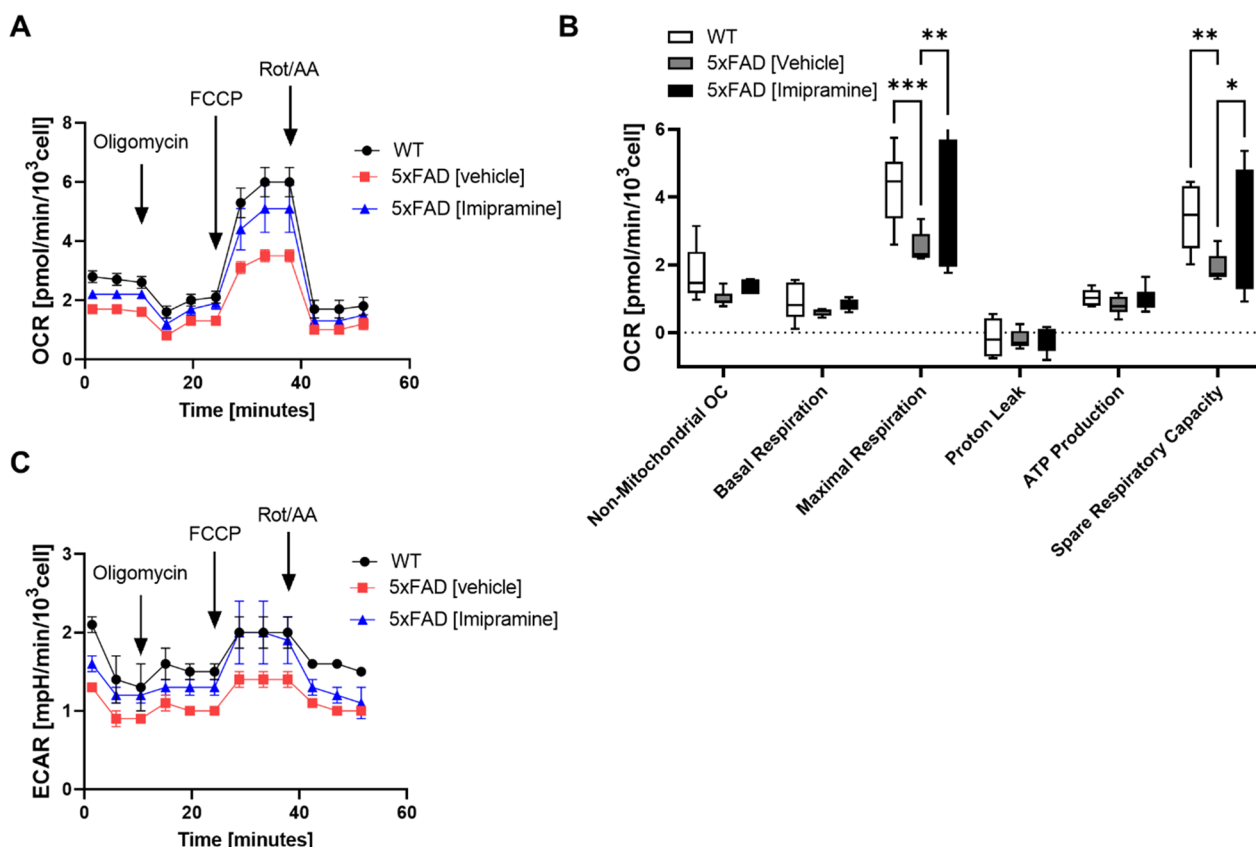 A
Oligomycin
FCCP
Rot/AA
WT
5xFAD [vehicle]
5xFAD [Imipramine]
OCR [pmol/min/10³cell]
8
6
4
2
0
0
20
40
60
Time [minutes]
B
WT
5xFAD [Vehicle]
5xFAD [Imipramine]
***
**
**
*
OCR [pmol/min/10³cell]
6
4
2
0
Non-Mitochondrial OC
Basal Respiration
Maximal Respiration
Proton Leak
ATP Production
Spare Respiratory Capacity
C
Oligomycin
FCCP
Rot/AA
WT
5xFAD [vehicle]
5xFAD [Imipramine]
ECAR [mpH/min/10³cell]
3
2
1
0
0
20
40
60
Time [minutes]